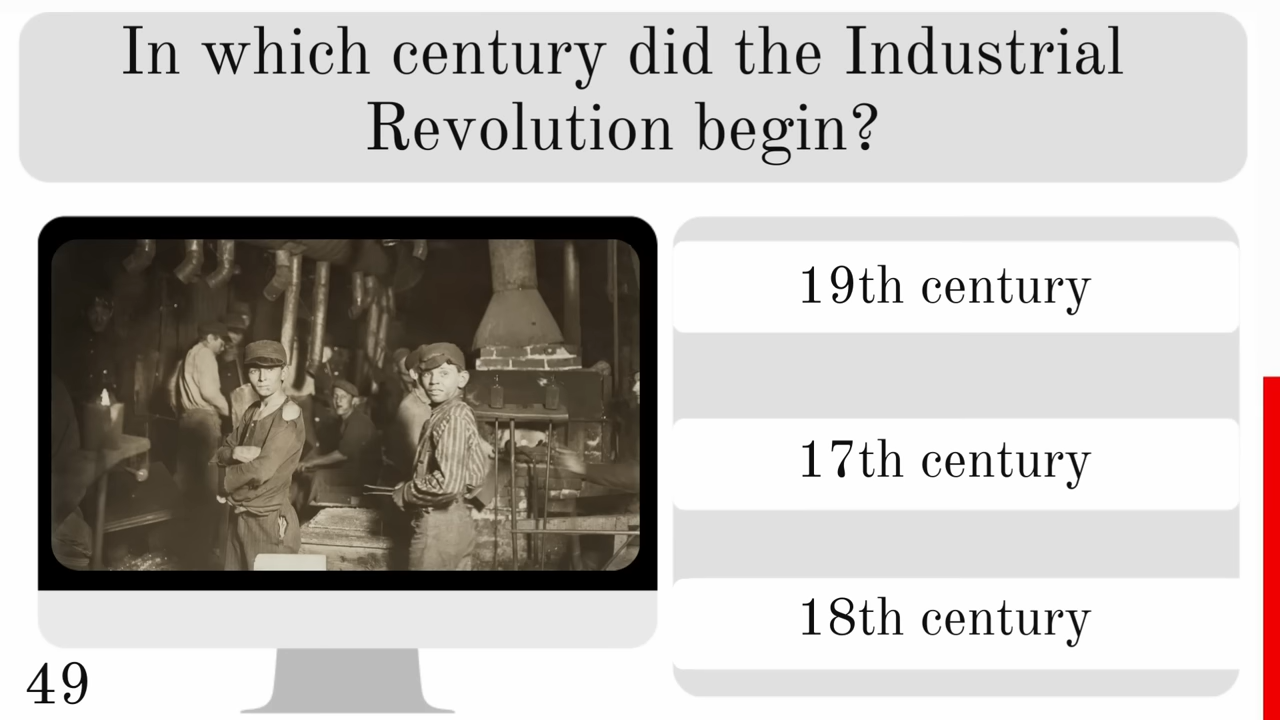 In which century did the Industrial
Revolution begin?
19th century
17th century
18th century
49